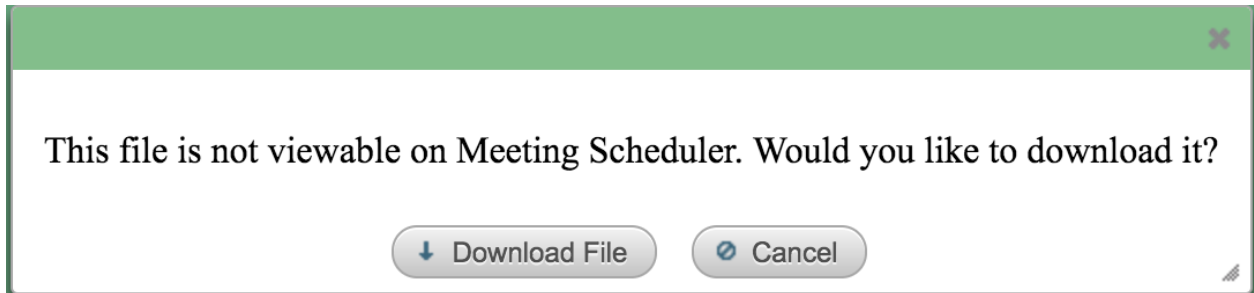 This file is not viewable on Meeting Scheduler. Would you like to download it?
Download File Cancel